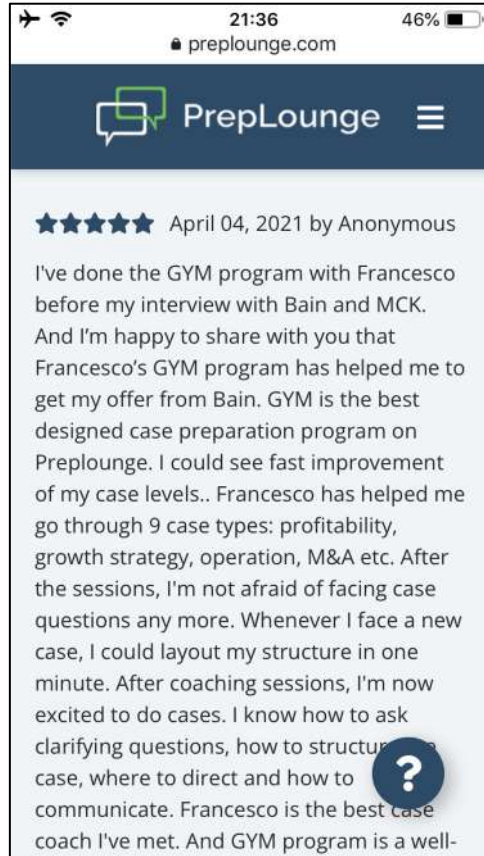 21:36
46%
preplounge.com
PrepLounge
April 04, 2021 by Anonymous
I've done the GYM program with Francesco
before my interview with Bain and MCK.
And I'm happy to share with you that
Francesco's GYM program has helped me to
get my offer from Bain. GYM is the best
designed case preparation program on
Preplounge. I could see fast improvement
of my case levels.. Francesco has helped me
go through 9 case types: profitability,
growth strategy, operation, M&A etc. After
the sessions, I'm not afraid of facing case
questions any more. Whenever I face a new
case, I could layout my structure in one
minute. After coaching sessions, I'm now
excited to do cases. I know how to ask
clarifying questions, how to
case, where to direct and how to
communicate. Francesco is the best case
coach I've met. And GYM program is a well-
?